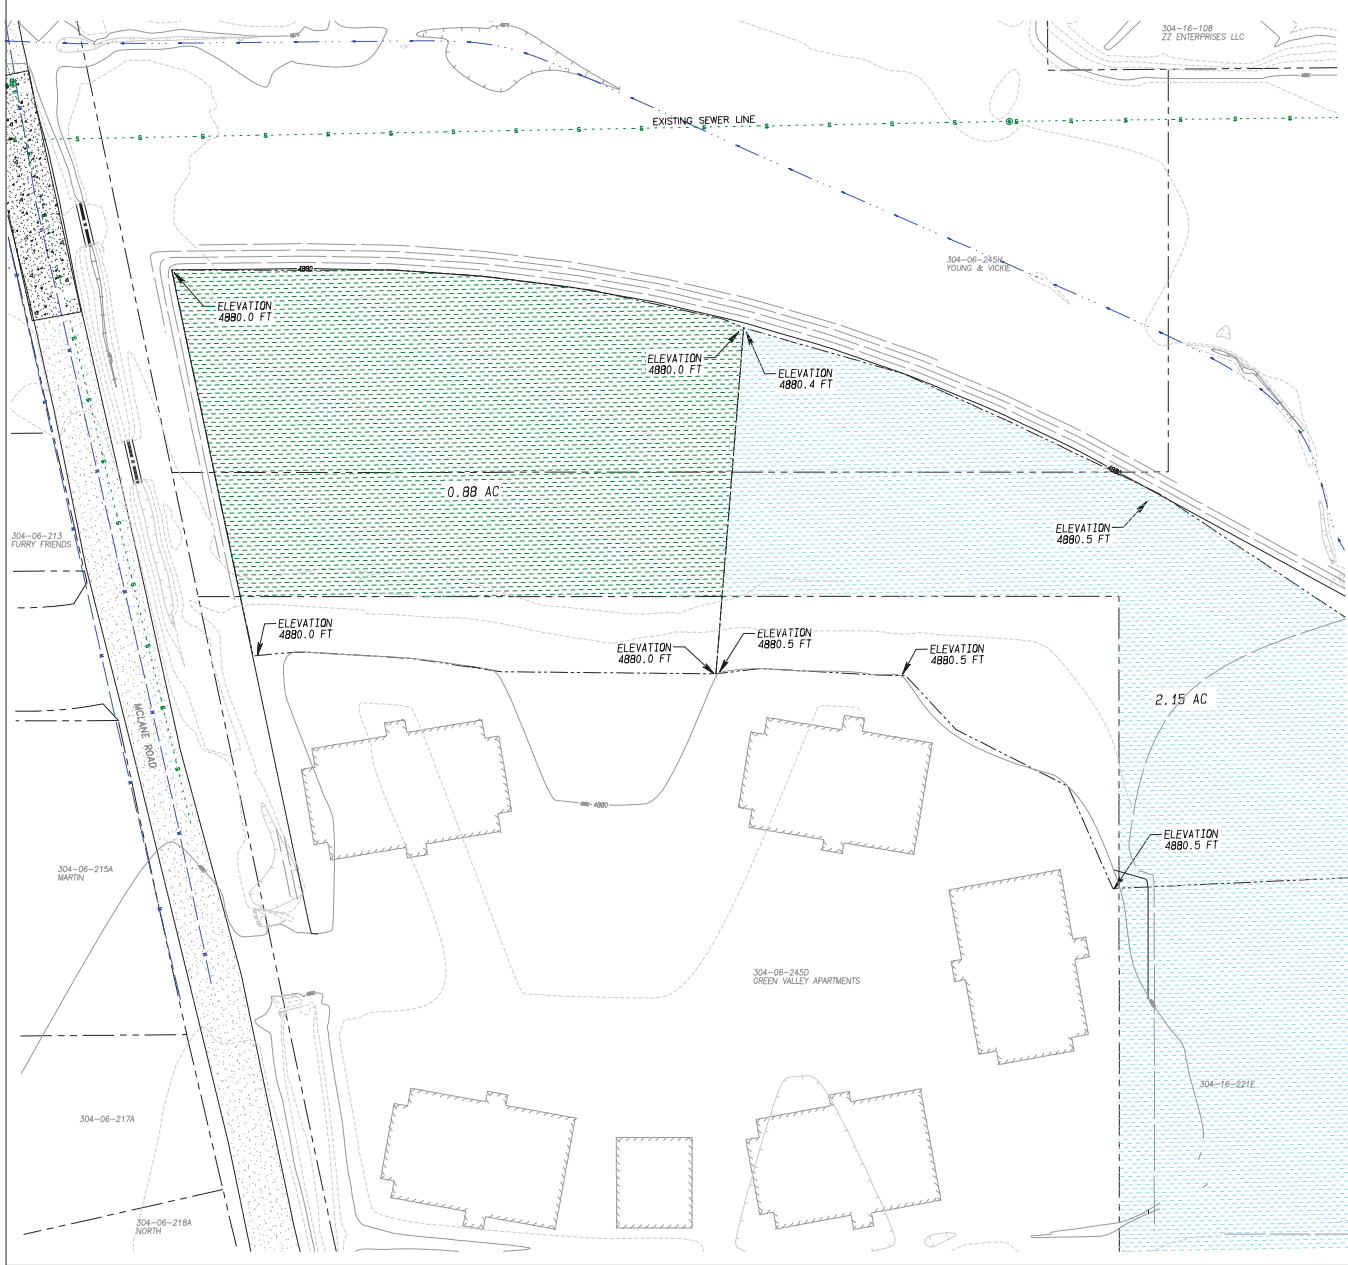 304-16-108
ZZ ENTERPRISES LLC
EXISTING SEWER LINE
304-06-245H
YOUNG & VICKIE
4880
ELEVATION
4880.0 FT
ELEVATION
4880.0 FT
ELEVATION
4880.4 FT
4880
0.88 AC
ELEVATION
4880.5 FT
304-06-213
FURRY FRIENDS
ELEVATION
4880.0 FT
ELEVATION
4880.0 FT
ELEVATION
4880.5 FT
ELEVATION
4880.5 FT
2.15 AC
MCLANE ROAD
4880
ELEVATION
4880.5 FT
304-06-215A
MARTIN
304-06-245D
GREEN VALLEY APARTMENTS
304-16-221E
304-06-217A
304-06-218A
NORTH